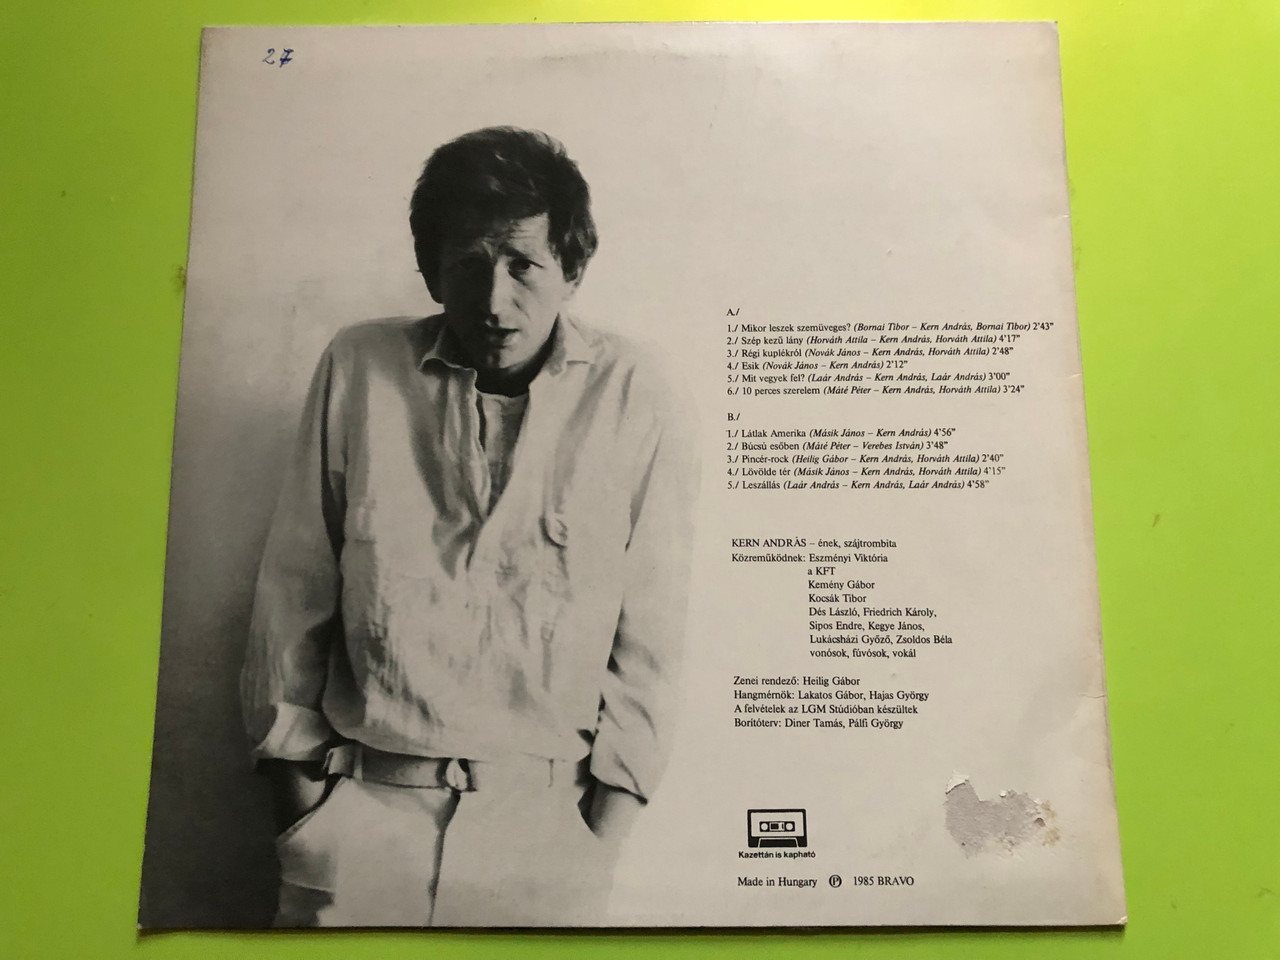 27
A./
1./ Mikor leszek szemüveges? (Bornai Tibor – Kern András, Bornai Tibor) 2'43"
2./ Szép kezű lány (Horváth Attila – Kern András, Horváth Attila) 4'17"
3./ Régi kuplékról (Novák János – Kern András, Horváth Attila) 2'48"
4./ Esik (Novák János – Kern András) 2'12"
5./ Mit vegyek fel? (Laár András – Kern András, Laár András) 3'00"
6./ 10 perces szerelem (Máté Péter – Kern András, Horváth Attila) 3'24"
B./
1./ Látlak Amerika (Másik János – Kern András) 4'56"
2./ Búcsú esőben (Máté Péter – Verebes István) 3'48"
3./ Pincér-rock (Heilig Gábor – Kern András, Horváth Attila) 2'40"
4./ Lövölde tér (Másik János – Kern András, Horváth Attila) 4'15"
5./ Leszállás (Laár András – Kern András, Laár András) 4'58"
KERN ANDRÁS – ének, szájtrombita
Közreműködnek: Eszményi Viktória
a KFT
Kemény Gábor
Kocsák Tibor
Dés László, Friedrich Károly,
Sipos Endre, Kegye János,
Lukácsházi Győző, Zsoldos Béla
vonósok, fúvósok, vokál
Zenei rendező: Heilig Gábor
Hangmérnök: Lakatos Gábor, Hajas György
A felvételek az LGM Stúdióban készültek
Borítóterv: Diner Tamás, Pálfi György
Kazettán is kapható
Made in Hungary ℗ 1985 BRAVO